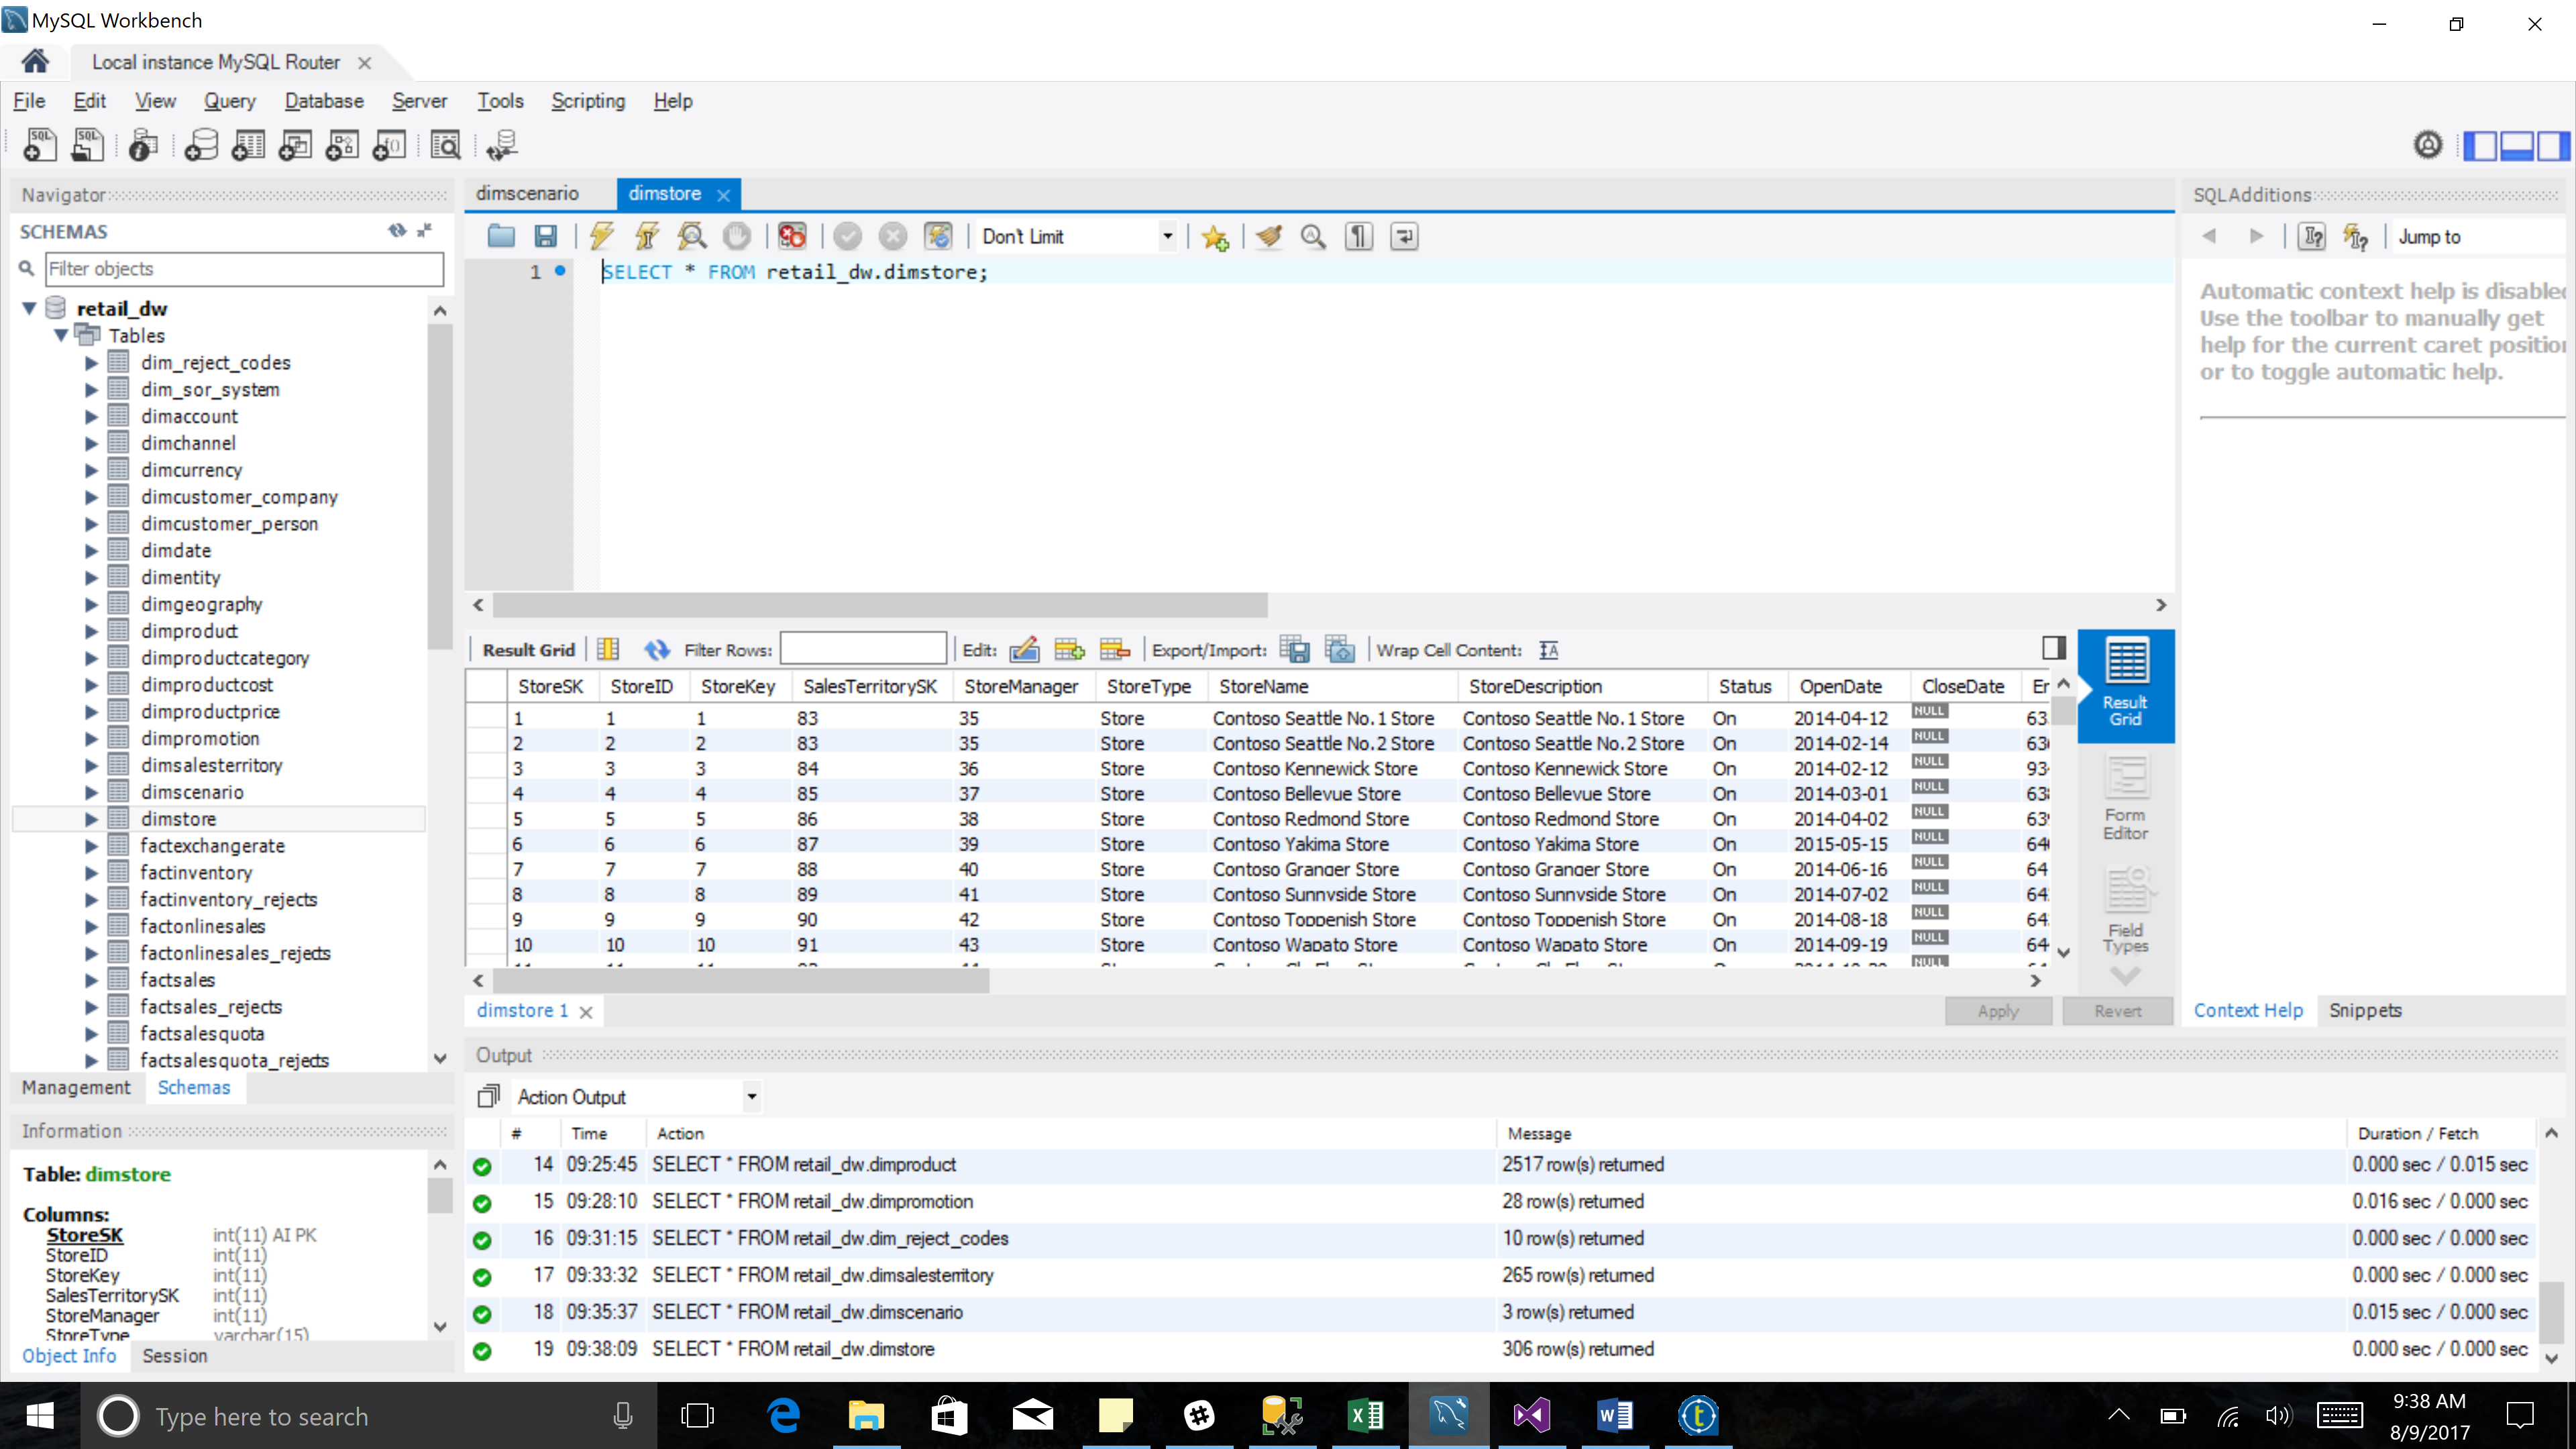 MySQL Workbench
Local instance MySQL Router
File Edit View Query Database Server Tools Scripting Help
Navigator
SCHEMAS
Filter objects
retail_dw
Tables
dim_reject_codes
dim_sor_system
dimaccount
dimchannel
dimcurrency
dimcustomer_company
dimcustomer_person
dimdate
dimentity
dimgeography
dimproduct
dimproductcategory
dimproductcost
dimproductprice
dimpromotion
dimsalesterritory
dimscenario
dimstore
factexchangerate
factinventory
factinventory_rejects
factonlinesales
factonlinesales_rejects
factsales
factsales_rejects
factsalesquota
factsalesquota_rejects
Management Schemas
Information
Table: dimstore
Columns:
StoreSK int(11) AI PK
StoreID int(11)
StoreKey int(11)
SalesTerritorySK int(11)
StoreManager int(11)
StoreType varchar(15)
Object Info Session
dimscenario dimstore
Don't Limit
1 SELECT * FROM retail_dw.dimstore;
Result Grid Filter Rows: Edit: Export/Import: Wrap Cell Content:
StoreSK StoreID StoreKey SalesTerritorySK StoreManager StoreType StoreName StoreDescription Status OpenDate CloseDate
1 1 1 83 35 Store Contoso Seattle No.1 Store Contoso Seattle No.1 Store On 2014-04-12 NULL
2 2 2 83 35 Store Contoso Seattle No.2 Store Contoso Seattle No.2 Store On 2014-02-14 NULL
3 3 3 84 36 Store Contoso Kennewick Store Contoso Kennewick Store On 2014-02-12 NULL
4 4 4 85 37 Store Contoso Bellevue Store Contoso Bellevue Store On 2014-03-01 NULL
5 5 5 86 38 Store Contoso Redmond Store Contoso Redmond Store On 2014-04-02 NULL
6 6 6 87 39 Store Contoso Yakima Store Contoso Yakima Store On 2015-05-15 NULL
7 7 7 88 40 Store Contoso Granger Store Contoso Granger Store On 2014-06-16 NULL
8 8 8 89 41 Store Contoso Sunnyside Store Contoso Sunnyside Store On 2014-07-02 NULL
9 9 9 90 42 Store Contoso Toppenish Store Contoso Toppenish Store On 2014-08-18 NULL
10 10 10 91 43 Store Contoso Wapato Store Contoso Wapato Store On 2014-09-19 NULL
NULL
Result Grid
Form Editor
Field Types
dimstore 1
Apply Revert
SQLAdditions
Jump to
Automatic context help is disabled
Use the toolbar to manually get
help for the current caret position
or to toggle automatic help.
Context Help Snippets
Output
Action Output
# Time Action Message Duration / Fetch
14 09:25:45 SELECT * FROM retail_dw.dimproduct 2517 row(s) returned 0.000 sec / 0.015 sec
15 09:28:10 SELECT * FROM retail_dw.dimpromotion 28 row(s) returned 0.016 sec / 0.000 sec
16 09:31:15 SELECT * FROM retail_dw.dim_reject_codes 10 row(s) returned 0.000 sec / 0.000 sec
17 09:33:32 SELECT * FROM retail_dw.dimsalesterritory 265 row(s) returned 0.000 sec / 0.000 sec
18 09:35:37 SELECT * FROM retail_dw.dimscenario 3 row(s) returned 0.015 sec / 0.000 sec
19 09:38:09 SELECT * FROM retail_dw.dimstore 306 row(s) returned 0.000 sec / 0.000 sec
Type here to search
9:38 AM
8/9/2017